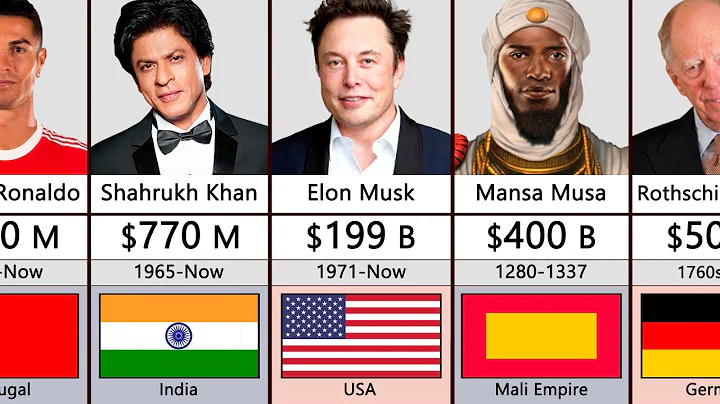 Ronaldo
Shahrukh Khan
Elon Musk
Mansa Musa
Rothschi
0 M
$770 M
$199 B
$400 B
$50
-Now
1965-Now
1971-Now
1280-1337
1760s
ugal
India
USA
Mali Empire
Germ